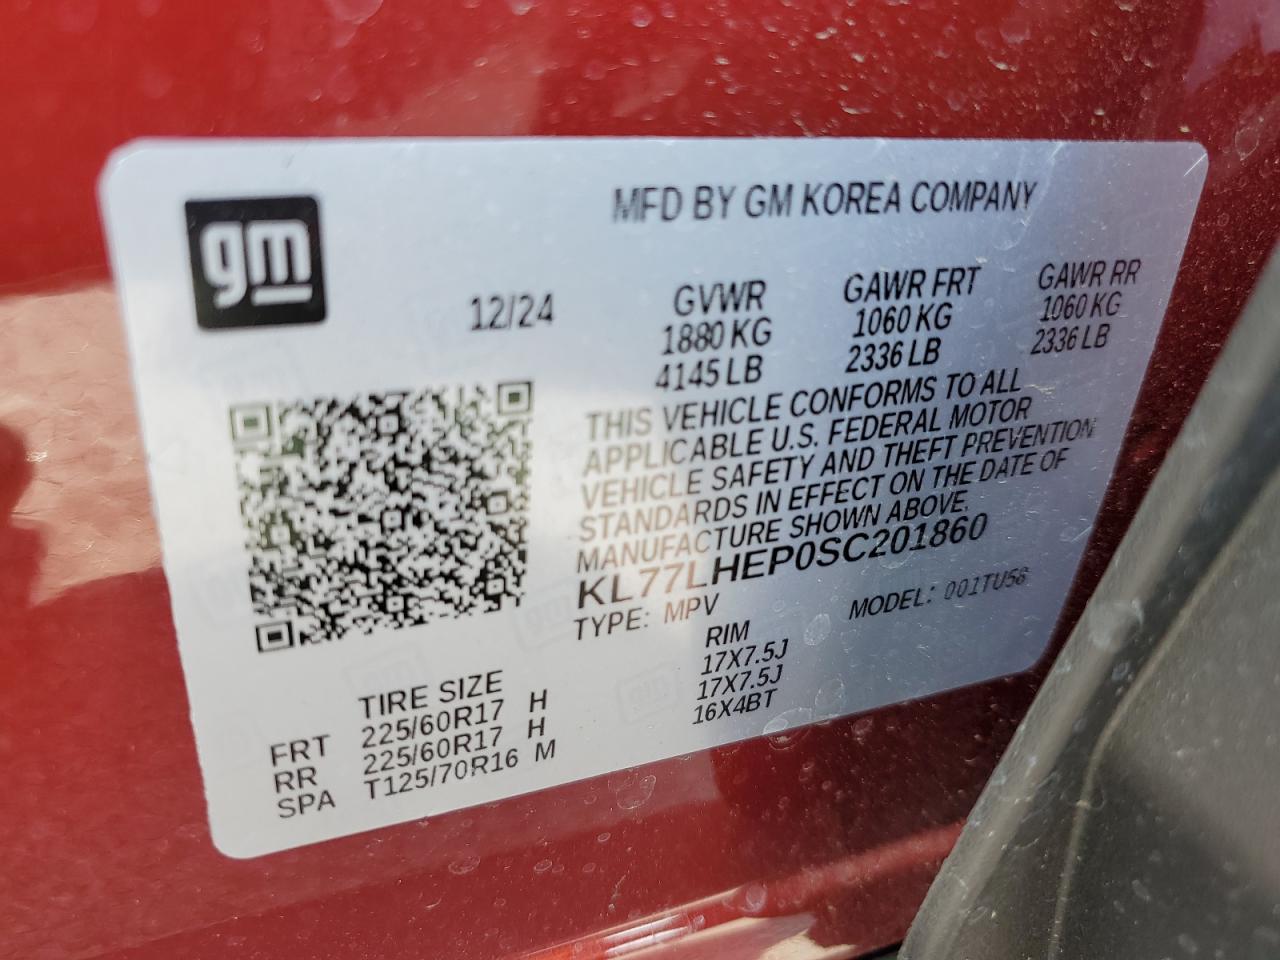 gm
MFD BY GM KOREA COMPANY
12/24
GVWR GAWR FRT GAWR RR
1880 KG 1060 KG 1060 KG
4145 LB 2336 LB 2336 LB
THIS VEHICLE CONFORMS TO ALL
APPLICABLE U.S. FEDERAL MOTOR
VEHICLE SAFETY AND THEFT PREVENTION
STANDARDS IN EFFECT ON THE DATE OF
MANUFACTURE SHOWN ABOVE.
KL77LHEP0SC201860
TYPE: MPV MODEL: 001TU56
TIRE SIZE RIM
FRT 225/60R17 H 17X7.5J
RR 225/60R17 H 17X7.5J
SPA T125/70R16 M 16X4BT